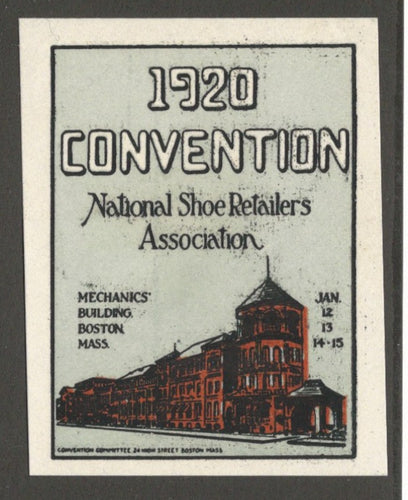 1920
CONVENTION
National Shoe Retailers
Association
MECHANICS'
BUILDING,
BOSTON,
MASS.
JAN.
12
13
14-15
CONVENTION COMMITTEE 24 HIGH STREET BOSTON MASS